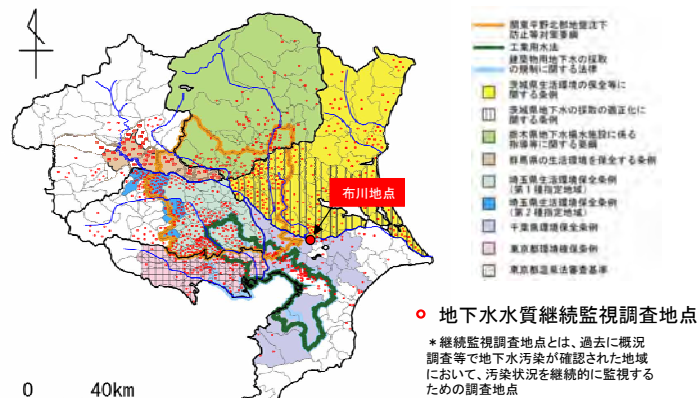 関東平野北部地盤沈下
防止等対策要綱
工業用水法
建築物用地下水の採取
の規制に関する法律
茨城県生活環境の保全等に
関する条例
茨城県地下水の採取の適正化に
関する条例
栃木県地下水揚水施設に係る
指導等に関する要綱
群馬県の生活環境を保全する条例
埼玉県生活環境保全条例
(第1種指定地域)
埼玉県生活環境保全条例
(第2種指定地域)
千葉県環境保全条例
東京都環境確保条例
東京都温泉法審査基準
布川地点
地下水水質継続監視調査地点
*継続監視調査地点とは、過去に概況
調査等で地下水汚染が確認された地域
において、汚染状況を継続的に監視する
ための調査地点
0 40km